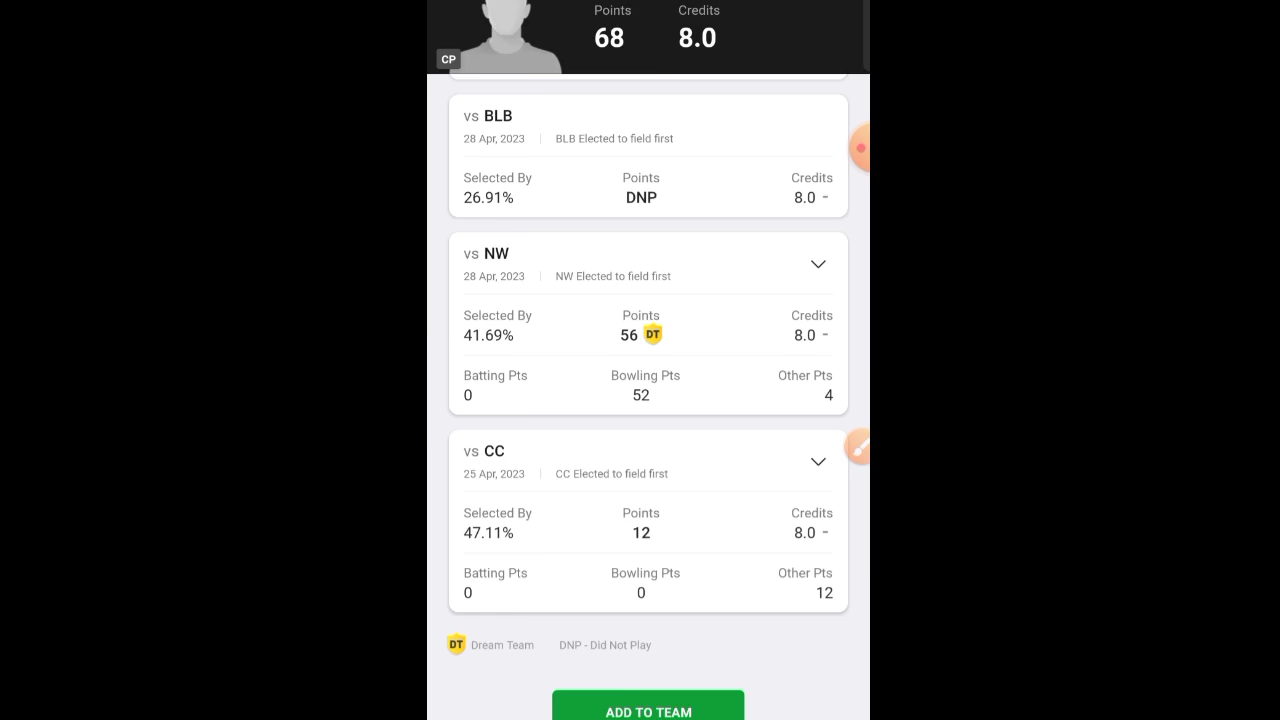 Points Credits
68 8.0
CP
vs BLB
28 Apr, 2023 | BLB Elected to field first
Selected By Points Credits
26.91% DNP 8.0 -
vs NW
28 Apr, 2023 | NW Elected to field first
Selected By Points Credits
41.69% 56 DT 8.0 -
Batting Pts Bowling Pts Other Pts
0 52 4
vs CC
25 Apr, 2023 | CC Elected to field first
Selected By Points Credits
47.11% 12 8.0 -
Batting Pts Bowling Pts Other Pts
0 0 12
DT Dream Team DNP - Did Not Play
ADD TO TEAM